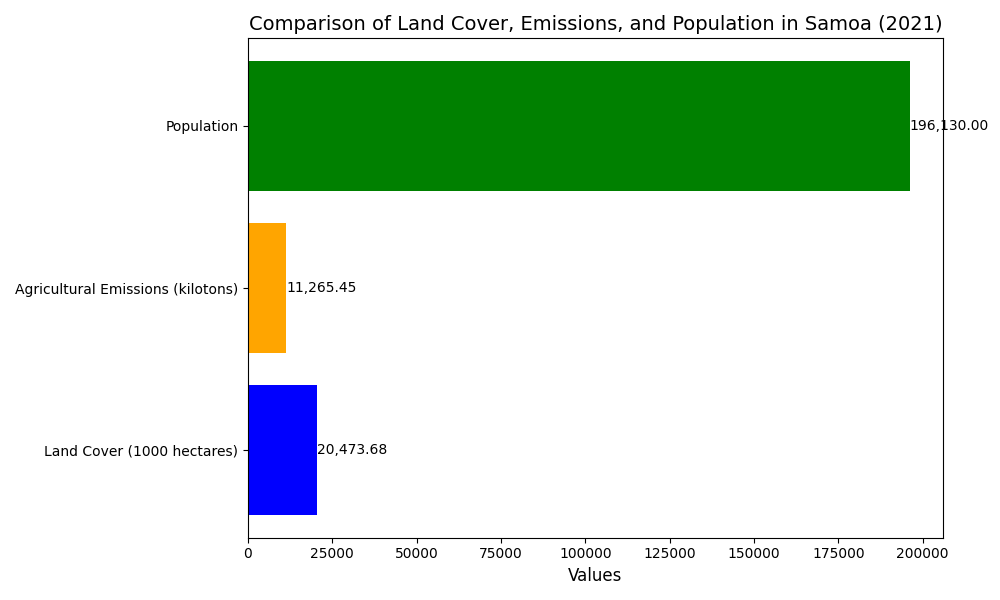 Comparison of Land Cover, Emissions, and Population in Samoa (2021)
Population
196,130.00
Agricultural Emissions (kilotons)
11,265.45
Land Cover (1000 hectares)
20,473.68
0 25000 50000 75000 100000 125000 150000 175000 200000
Values